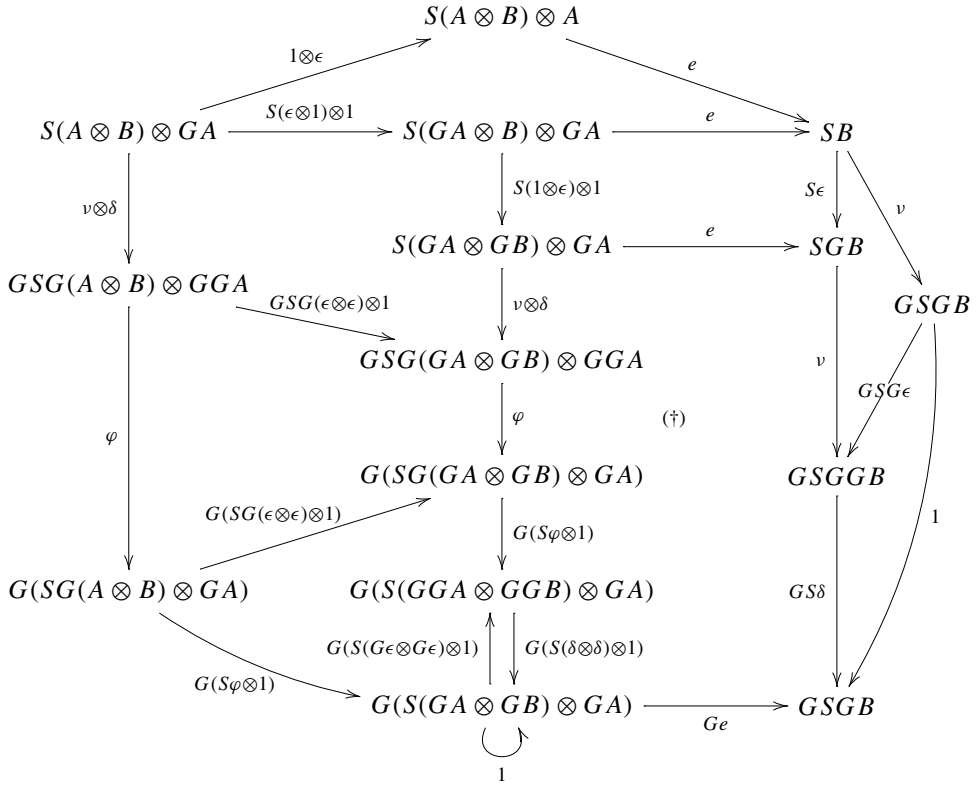 S(A ⊗ B) ⊗ A
1⊗ϵ
e
S(ϵ⊗1)⊗1
e
S(A ⊗ B) ⊗ GA
S(GA ⊗ B) ⊗ GA
SB
S(1⊗ϵ)⊗1
Sϵ
ν
ν⊗δ
e
S(GA ⊗ GB) ⊗ GA
SGB
GSG(A ⊗ B) ⊗ GGA
GSG(ϵ⊗ϵ)⊗1
ν⊗δ
GSGB
GSG(GA ⊗ GB) ⊗ GGA
ν
GSGϵ
φ
φ
(†)
G(SG(GA ⊗ GB) ⊗ GA)
GSGGB
G(SG(ϵ⊗ϵ)⊗1)
G(Sφ⊗1)
1
G(SG(A ⊗ B) ⊗ GA)
G(S(GGA ⊗ GGB) ⊗ GA)
GSδ
G(S(Gϵ⊗Gϵ)⊗1)
G(S(δ⊗δ)⊗1)
G(Sφ⊗1)
G(S(GA ⊗ GB) ⊗ GA)
GSGB
Ge
1